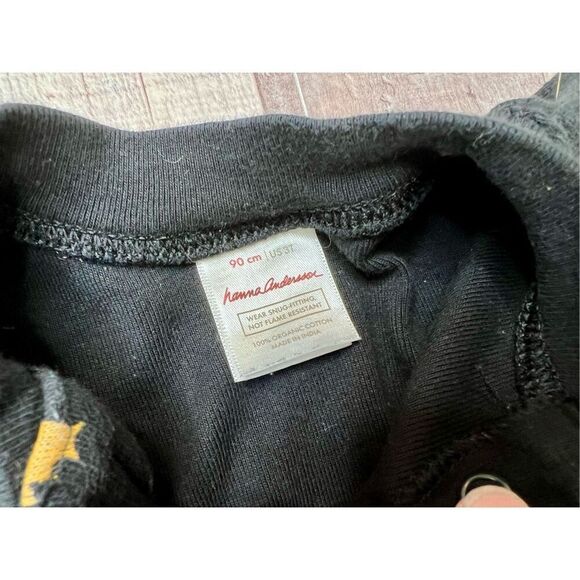 90 cm | US 3T
hanna andersson
WEAR SNUG-FITTING,
NOT FLAME RESISTANT
100% ORGANIC COTTON
MADE IN INDIA